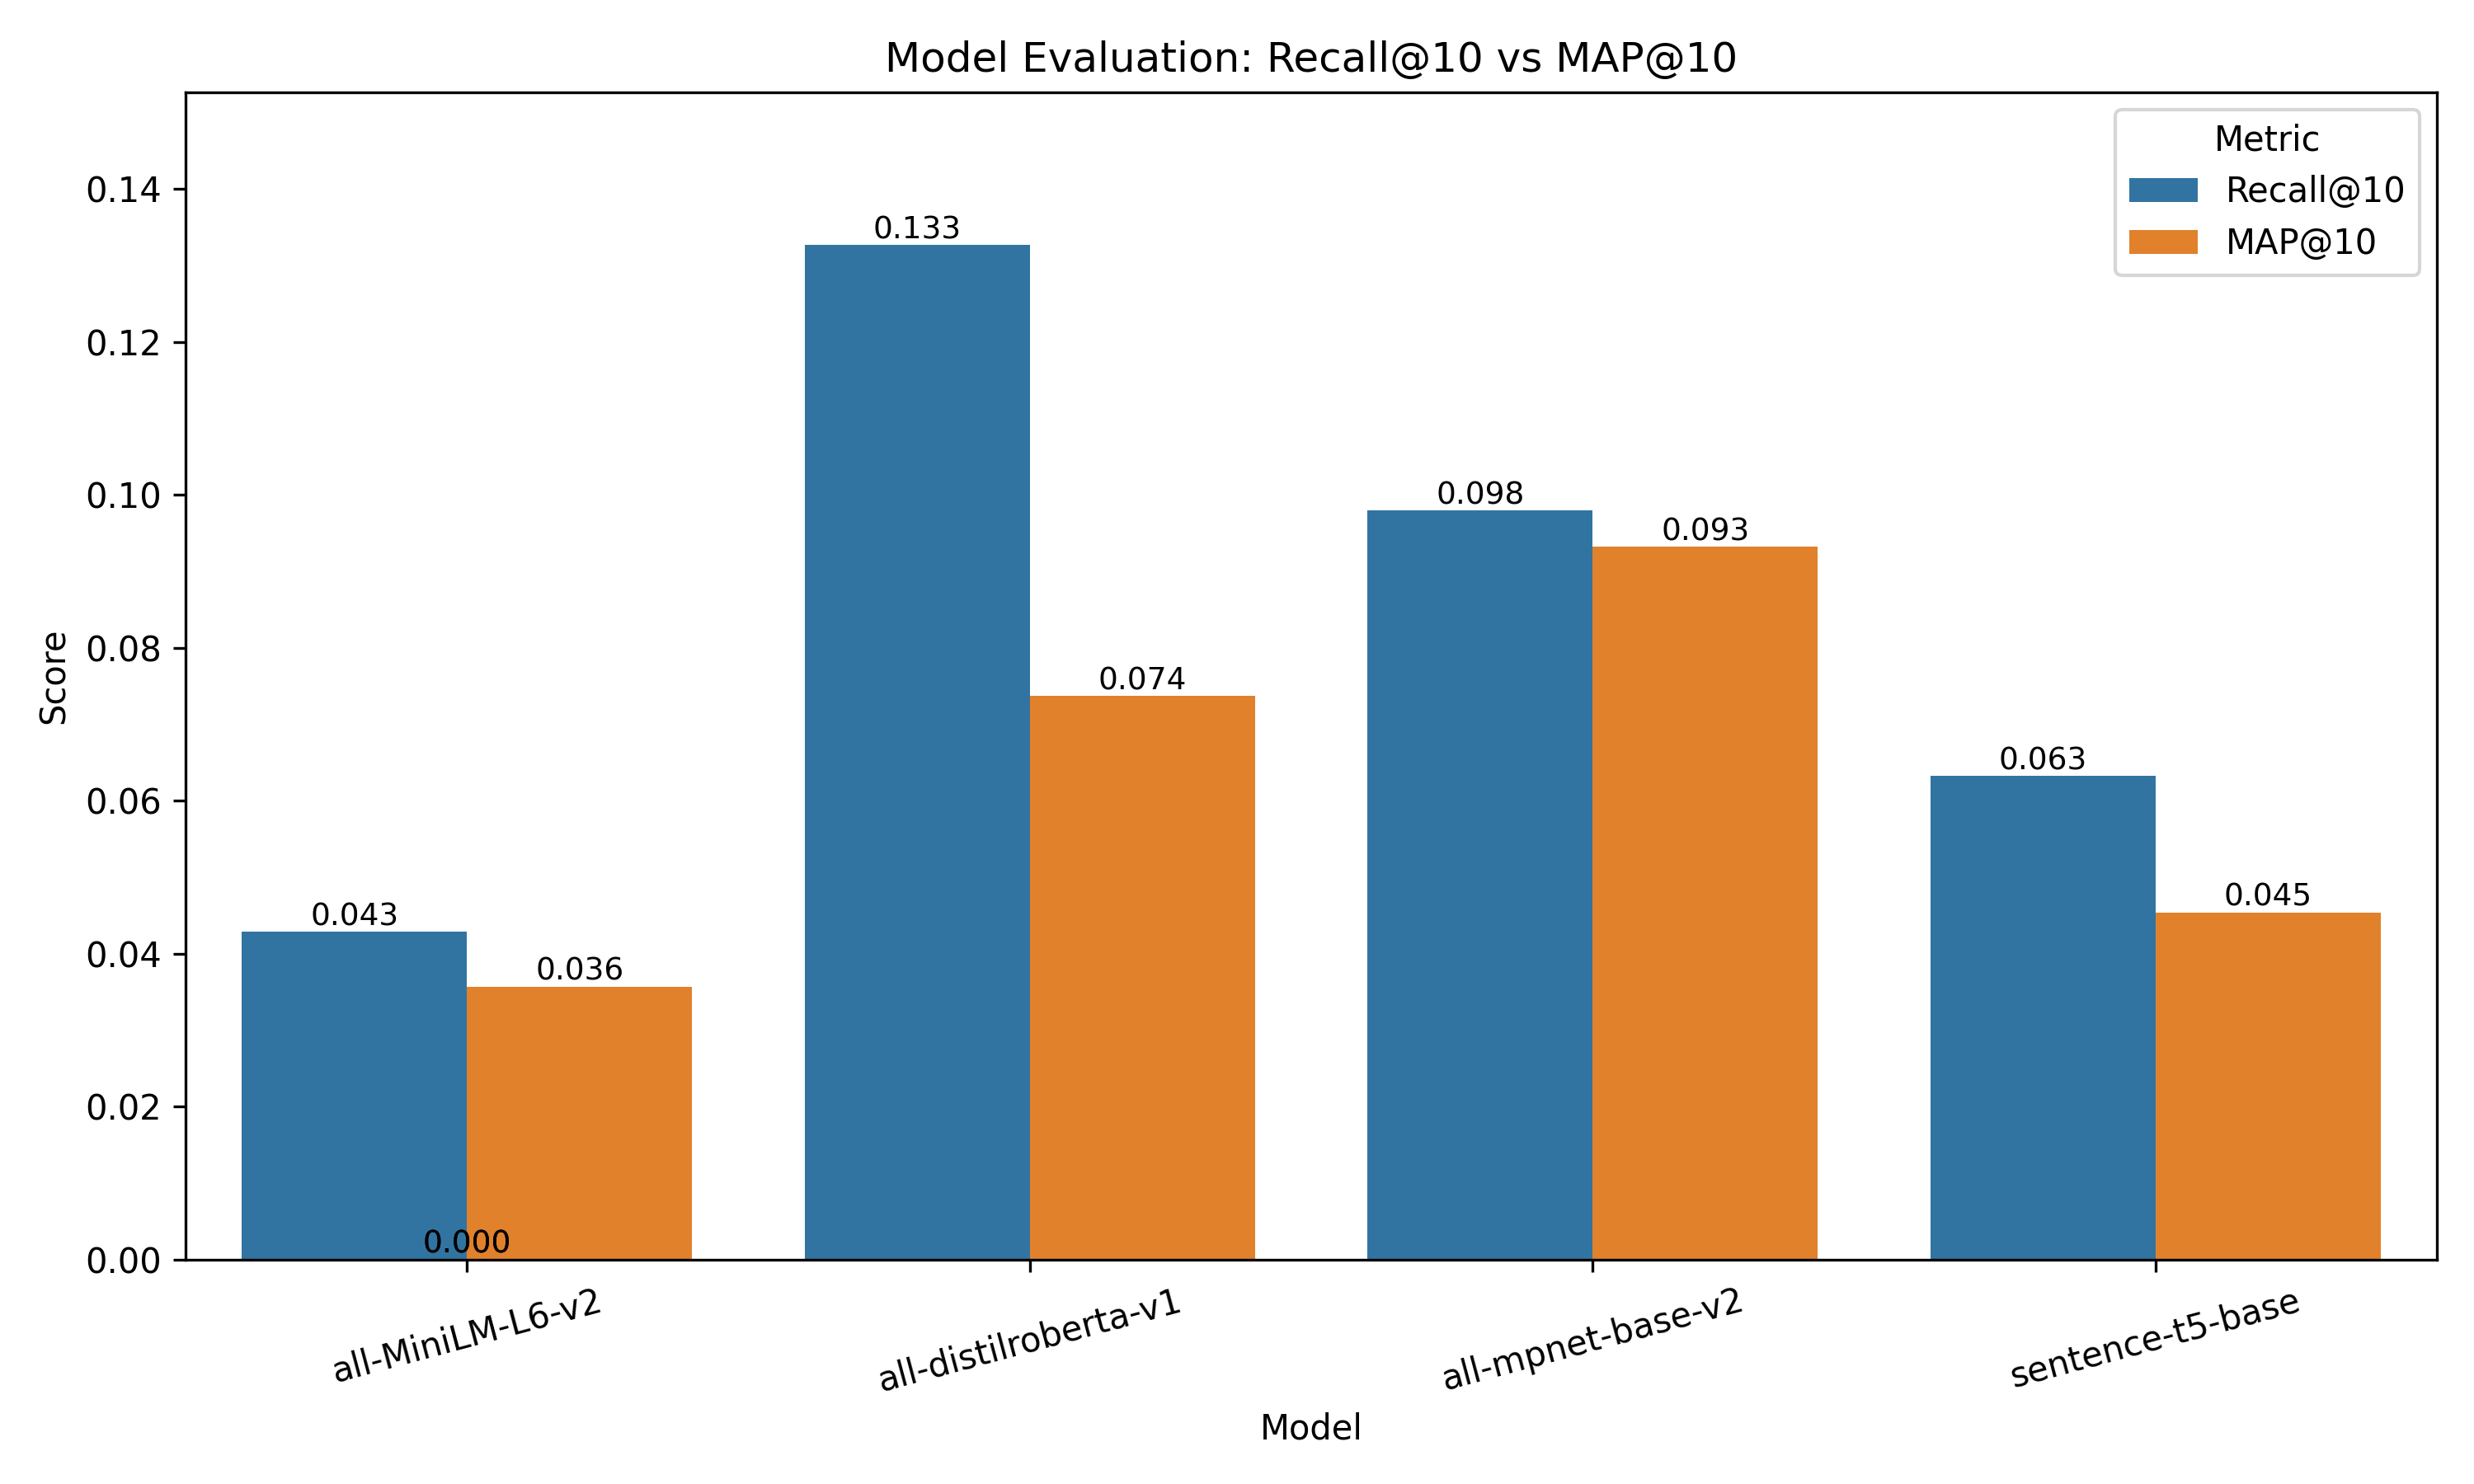 Model Evaluation: Recall@10 vs MAP@10
Metric
Recall@10
MAP@10
Score
0.14
0.12
0.10
0.08
0.06
0.04
0.02
0.00
0.043
0.036
0.000
0.133
0.074
0.098
0.093
0.063
0.045
all-MiniLM-L6-v2
all-distilroberta-v1
all-mpnet-base-v2
sentence-t5-base
Model